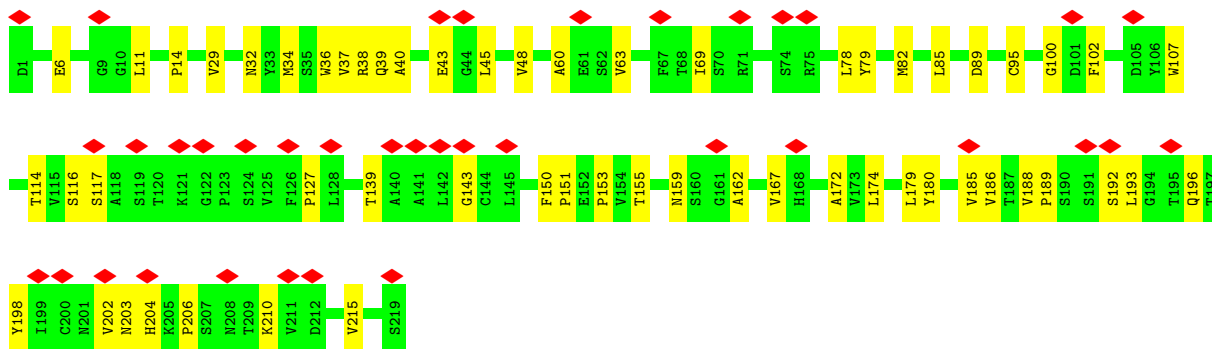 D1 E6 G9 G10 L11 P14 V29 N32 Y33 M34 S35 W36 V37 R38 Q39 A40 E43 G44 L45 V48 A60 E61 S62 V63 F67 T68 I69 S70 R71 S74 R75 L78 Y79 M82 L85 D89 C95 G100 D101 F102 D105 Y106 W107
T114 V115 S116 S117 A118 S119 T120 K121 G122 P123 S124 V125 F126 P127 L128 T139 A140 A141 L142 G143 C144 L145 F150 P151 E152 P153 V154 T155 N159 S160 G161 A162 V167 H168 A172 V173 L174 L179 Y180 V185 V186 T187 V188 P189 S190 S191 S192 L193 G194 T195 Q196 T197
Y198 I199 C200 N201 V202 N203 H204 K205 P206 S207 N208 T209 K210 V211 D212 V215 S219